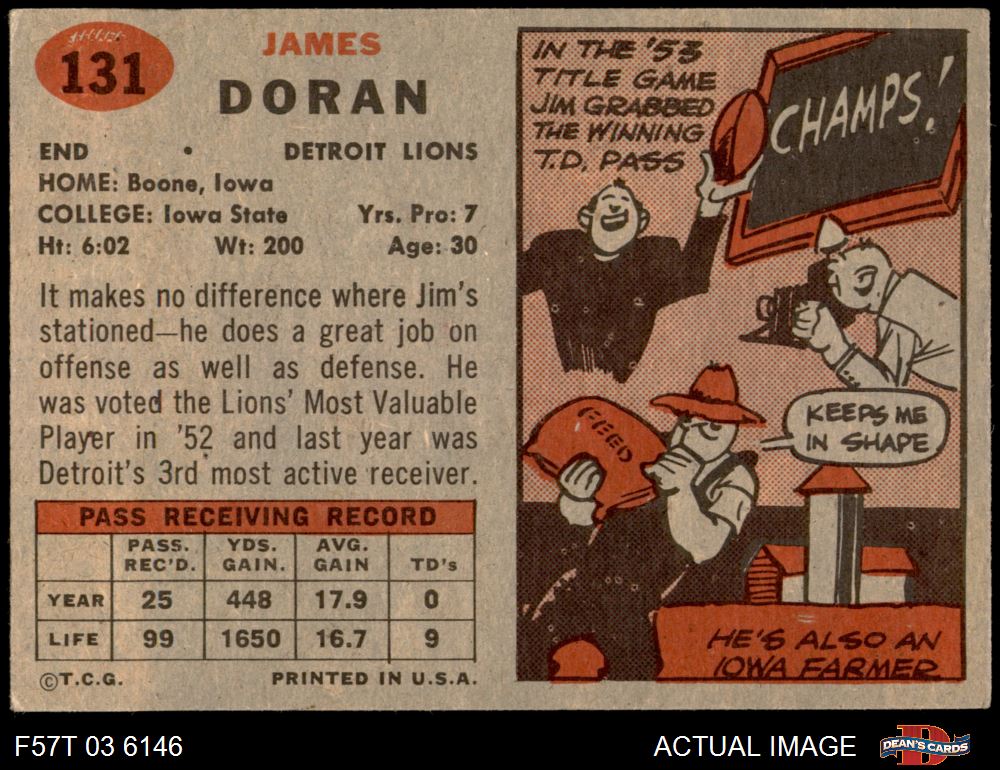 131
JAMES
DORAN
END • DETROIT LIONS
HOME: Boone, Iowa
COLLEGE: Iowa State Yrs. Pro: 7
Ht: 6:02 Wt: 200 Age: 30
It makes no difference where Jim's
stationed—he does a great job on
offense as well as defense. He
was voted the Lions' Most Valuable
Player in '52 and last year was
Detroit's 3rd most active receiver.
PASS RECEIVING RECORD
PASS. REC'D. YDS. GAIN. AVG. GAIN TD's
YEAR 25 448 17.9 0
LIFE 99 1650 16.7 9
©T.C.G. PRINTED IN U.S.A.
IN THE '53
TITLE GAME
JIM GRABBED
THE WINNING
T.D. PASS
CHAMPS!
KEEPS ME
IN SHAPE
FEED
HE'S ALSO AN
IOWA FARMER
F57T 03 6146
ACTUAL IMAGE
DEAN'S CARDS